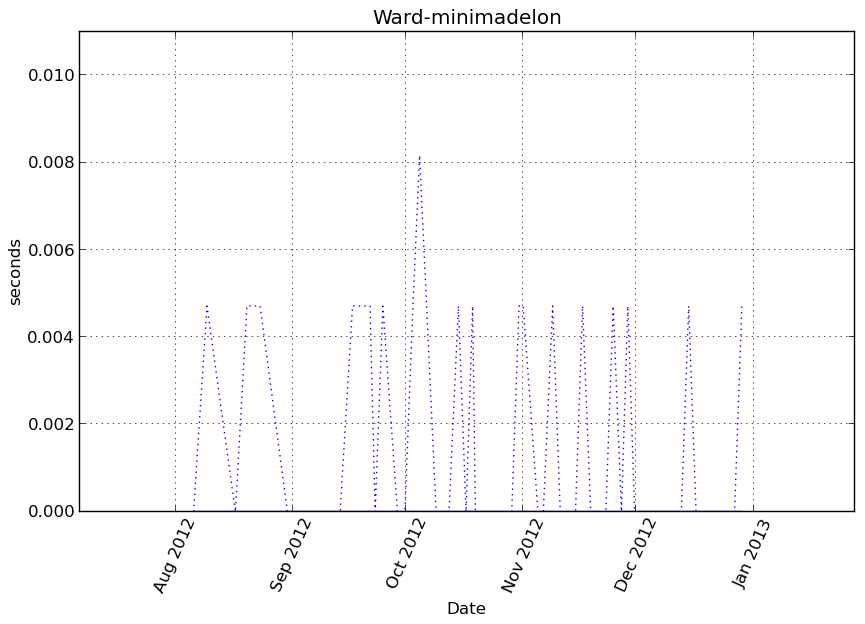 Ward-minimadelon
0.010
0.008
0.006
0.004
0.002
0.000
seconds
Aug 2012
Sep 2012
Oct 2012
Nov 2012
Dec 2012
Jan 2013
Date